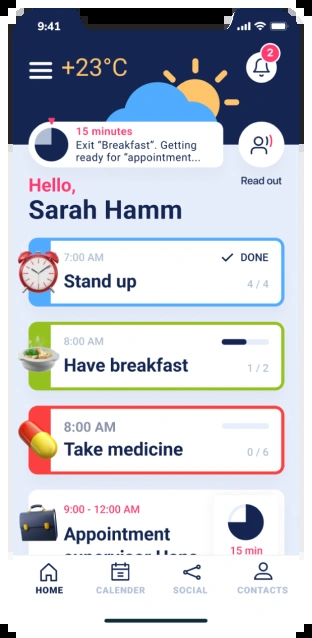 9:41
+23°C
2
15 minutes
Exit "Breakfast". Getting
ready for "appointment...
Read out
Hello,
Sarah Hamm
7:00 AM
DONE
Stand up
4 / 4
8:00 AM
Have breakfast
1 / 2
8:00 AM
Take medicine
0 / 6
9:00 - 12:00 AM
Appointment
15 min
HOME
CALENDER
SOCIAL
CONTACTS